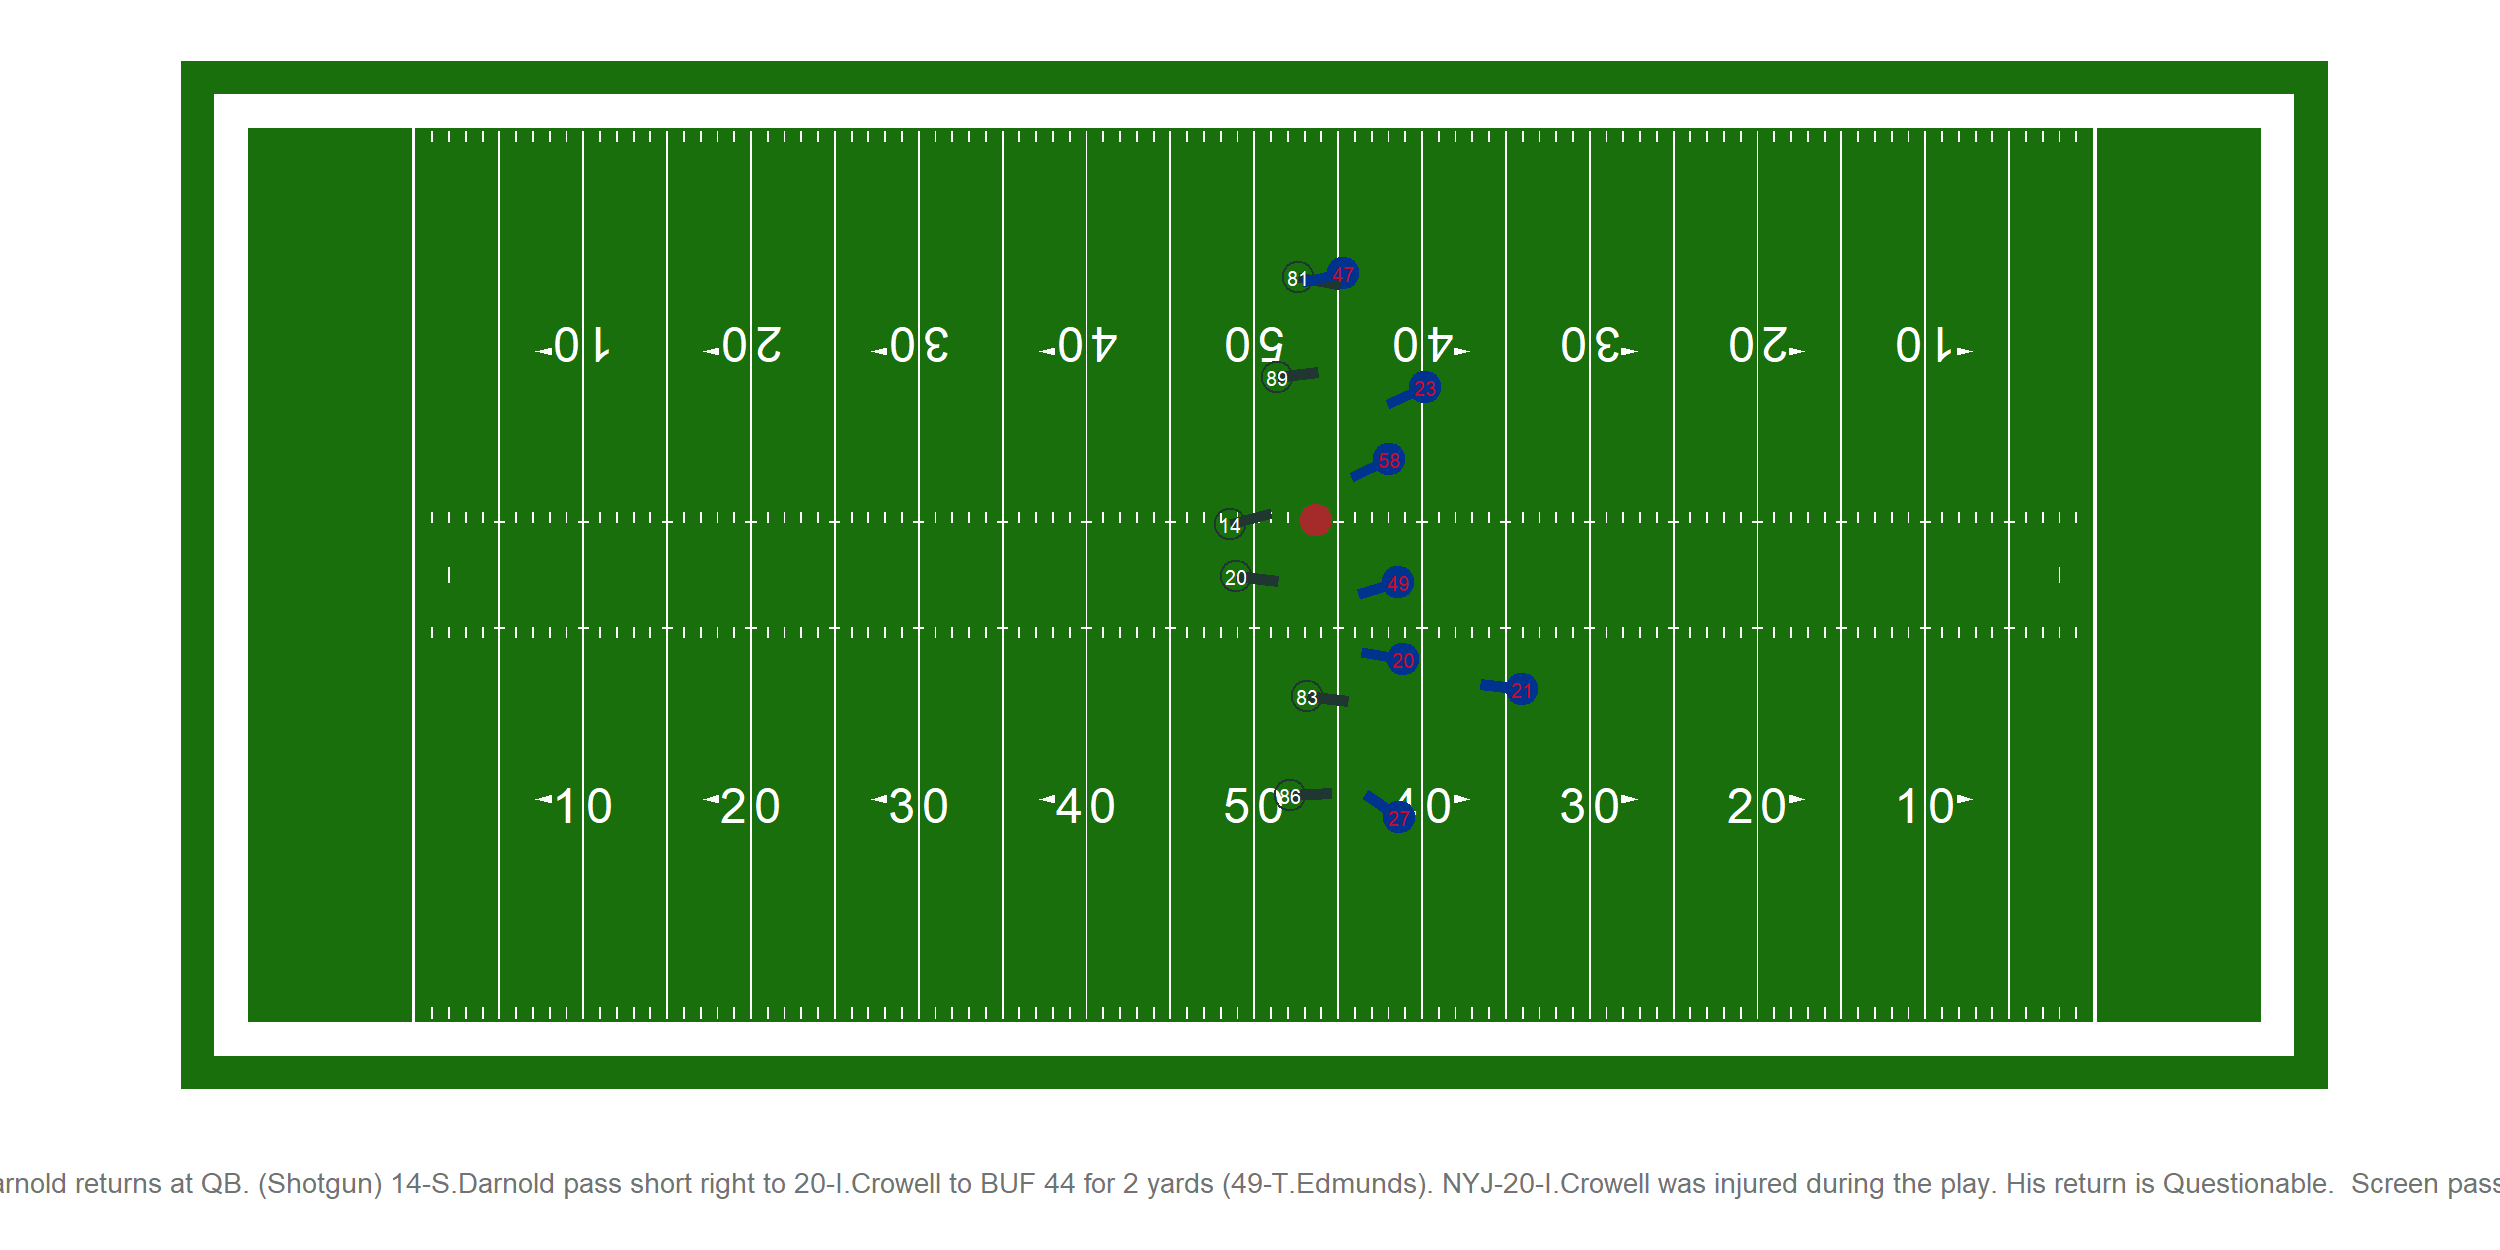 10 20 30 40 50 40 30 20 10
81 47
89 23
58
14
20 49
20
83 21
86 27
10 20 30 40 50 40 30 20 10
returns at QB. (Shotgun) 14-S.Darnold pass short right to 20-I.Crowell to BUF 44 for 2 yards (49-T.Edmunds). NYJ-20-I.Crowell was injured during the play. His return is Questionable. Screen pass